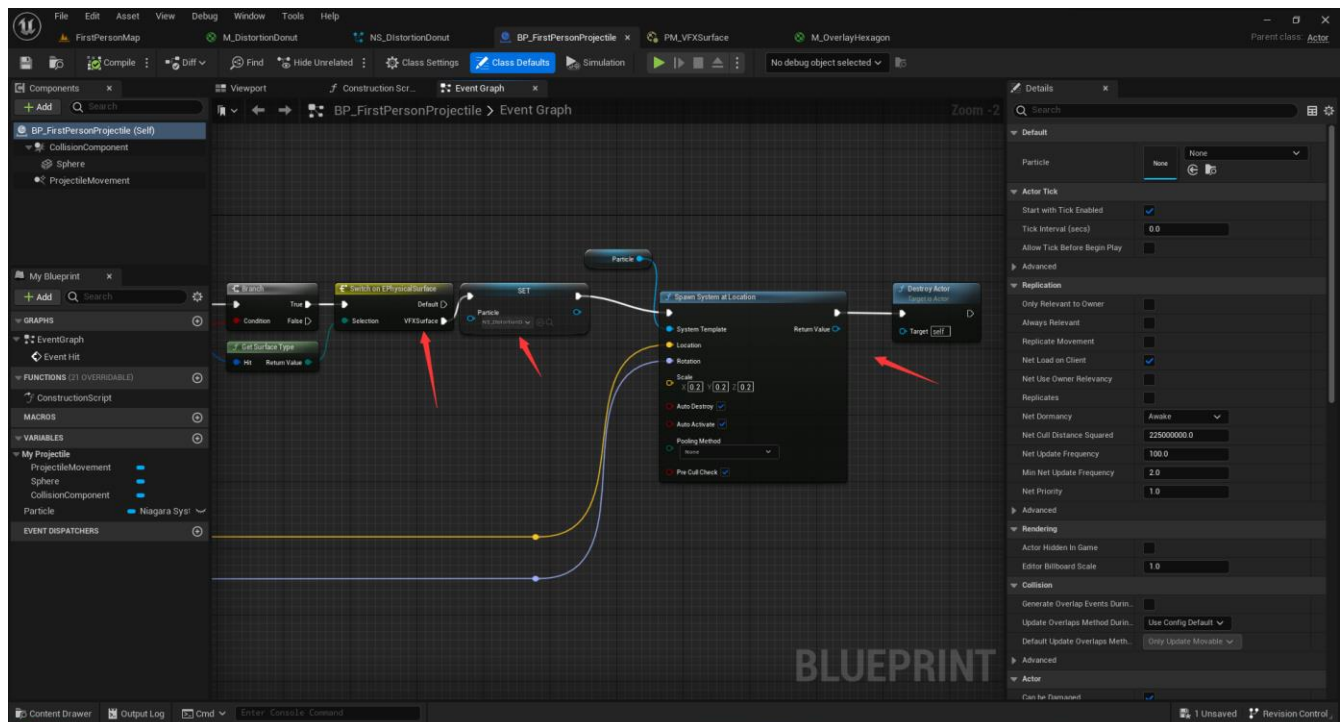 File Edit Asset View Debug Window Tools Help
FirstPersonMap M_DistortionDonut NS_DIstortionDonut BP_FirstPersonProjectile × PM_VFXSurface M_OverlayHexagon Parent class: Actor
Compile Diff Find Hide Unrelated Class Settings Class Defaults Simulation No debug object selected
Components × Viewport Construction Scr... Event Graph × Details ×
+ Add Search BP_FirstPersonProjectile > Event Graph Zoom -2 Search
BP_FirstPersonProjectile (Self)
CollisionComponent
Sphere
ProjectileMovement
My Blueprint ×
+ Add Search
GRAPHS
EventGraph
Event Hit
FUNCTIONS (21 OVERRIDABLE)
ConstructionScript
MACROS
VARIABLES
My Projectile
ProjectileMovement
Sphere
CollisionComponent
Particle Niagara Syst
EVENT DISPATCHERS
Branch
True
Condition False
Get Surface Type
Hit Return Value
Switch on EPhysicalSurface
Default
Selection VFXSurface
SET
Particle
NS_DIstortionD
Particle
Spawn System at Location
System Template Return Value
Location
Rotation
Scale
X 0.2 Y 0.2 Z 0.2
Auto Destroy
Auto Activate
Pooling Method
None
Pre Cull Check
Destroy Actor
Target is Actor
Target self
BLUEPRINT
Default
Particle None None
Actor Tick
Start with Tick Enabled
Tick Interval (secs) 0.0
Allow Tick Before Begin Play
Advanced
Replication
Only Relevant to Owner
Always Relevant
Replicate Movement
Net Load on Client
Net Use Owner Relevancy
Replicates
Net Dormancy Awake
Net Cull Distance Squared 225000000.0
Net Update Frequency 100.0
Min Net Update Frequency 2.0
Net Priority 1.0
Advanced
Rendering
Actor Hidden In Game
Editor Billboard Scale 1.0
Collision
Generate Overlap Events Durin...
Update Overlaps Method Durin... Use Config Default
Default Update Overlaps Meth... Only Update Movable
Advanced
Actor
Can be Damaged
Content Drawer Output Log Cmd Enter Console Command 1 Unsaved Revision Control